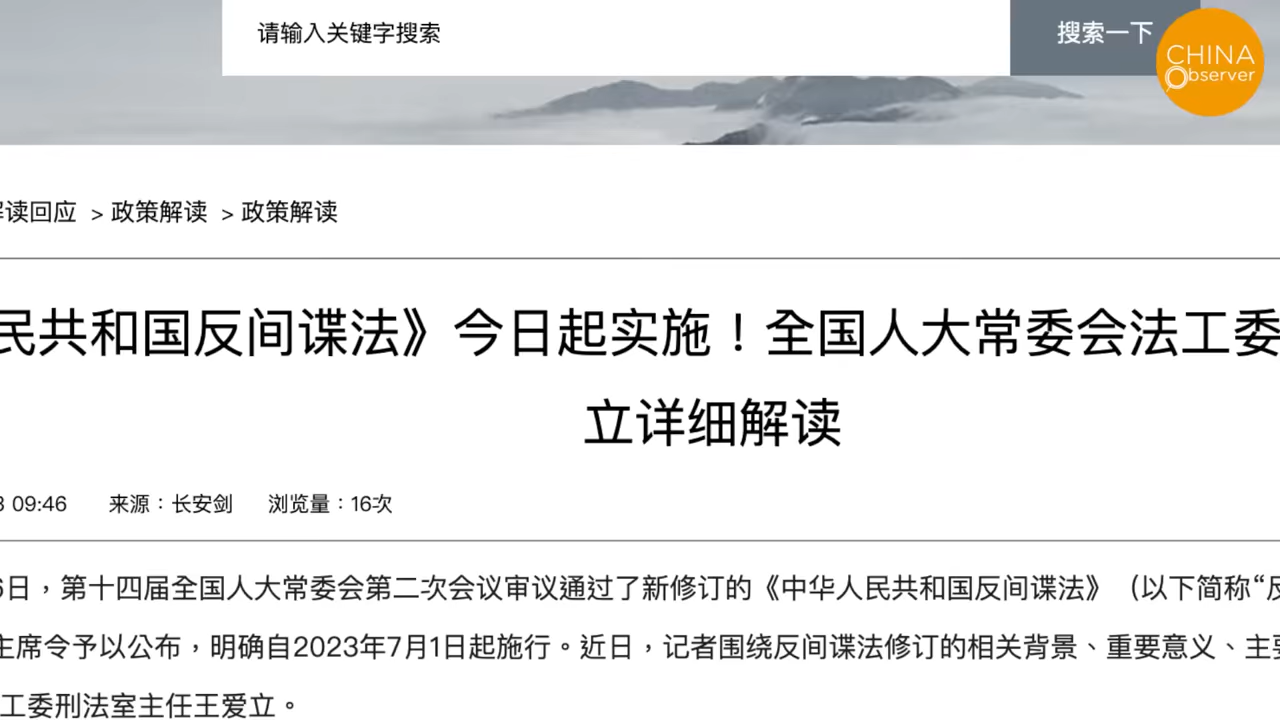 请输入关键字搜索
搜索一下
CHINA
Observer
读回应 > 政策解读 > 政策解读
民共和国反间谍法》今日起实施！全国人大常委会法工委
立详细解读
09:46 来源：长安剑 浏览量：16次
6日，第十四届全国人大常委会第二次会议审议通过了新修订的《中华人民共和国反间谍法》（以下简称“反
主席令予以公布，明确自2023年7月1日起施行。近日，记者围绕反间谍法修订的相关背景、重要意义、主要
工委刑法室主任王爱立。